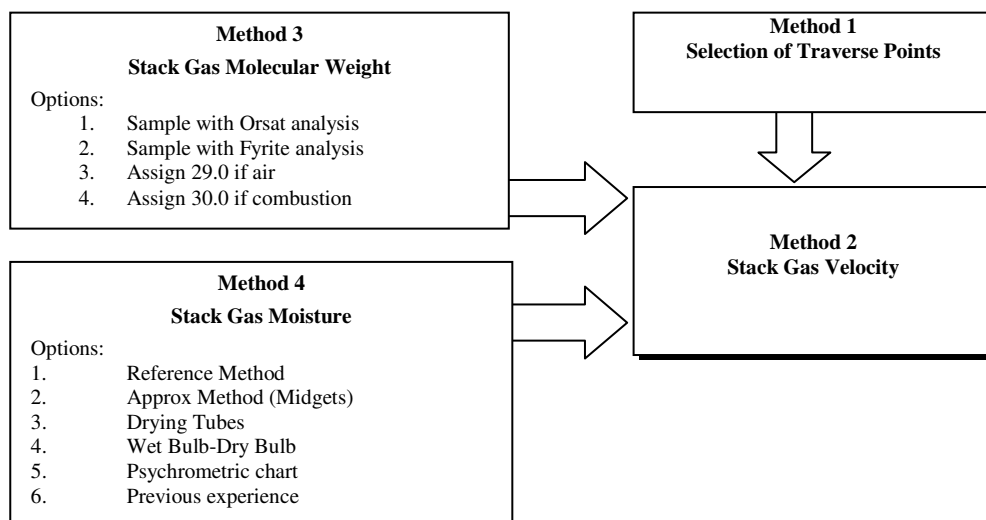 Method 3
Stack Gas Molecular Weight
Options:
1. Sample with Orsat analysis
2. Sample with Fyrite analysis
3. Assign 29.0 if air
4. Assign 30.0 if combustion
Method 1
Selection of Traverse Points
Method 2
Stack Gas Velocity
Method 4
Stack Gas Moisture
Options:
1. Reference Method
2. Approx Method (Midgets)
3. Drying Tubes
4. Wet Bulb-Dry Bulb
5. Psychrometric chart
6. Previous experience